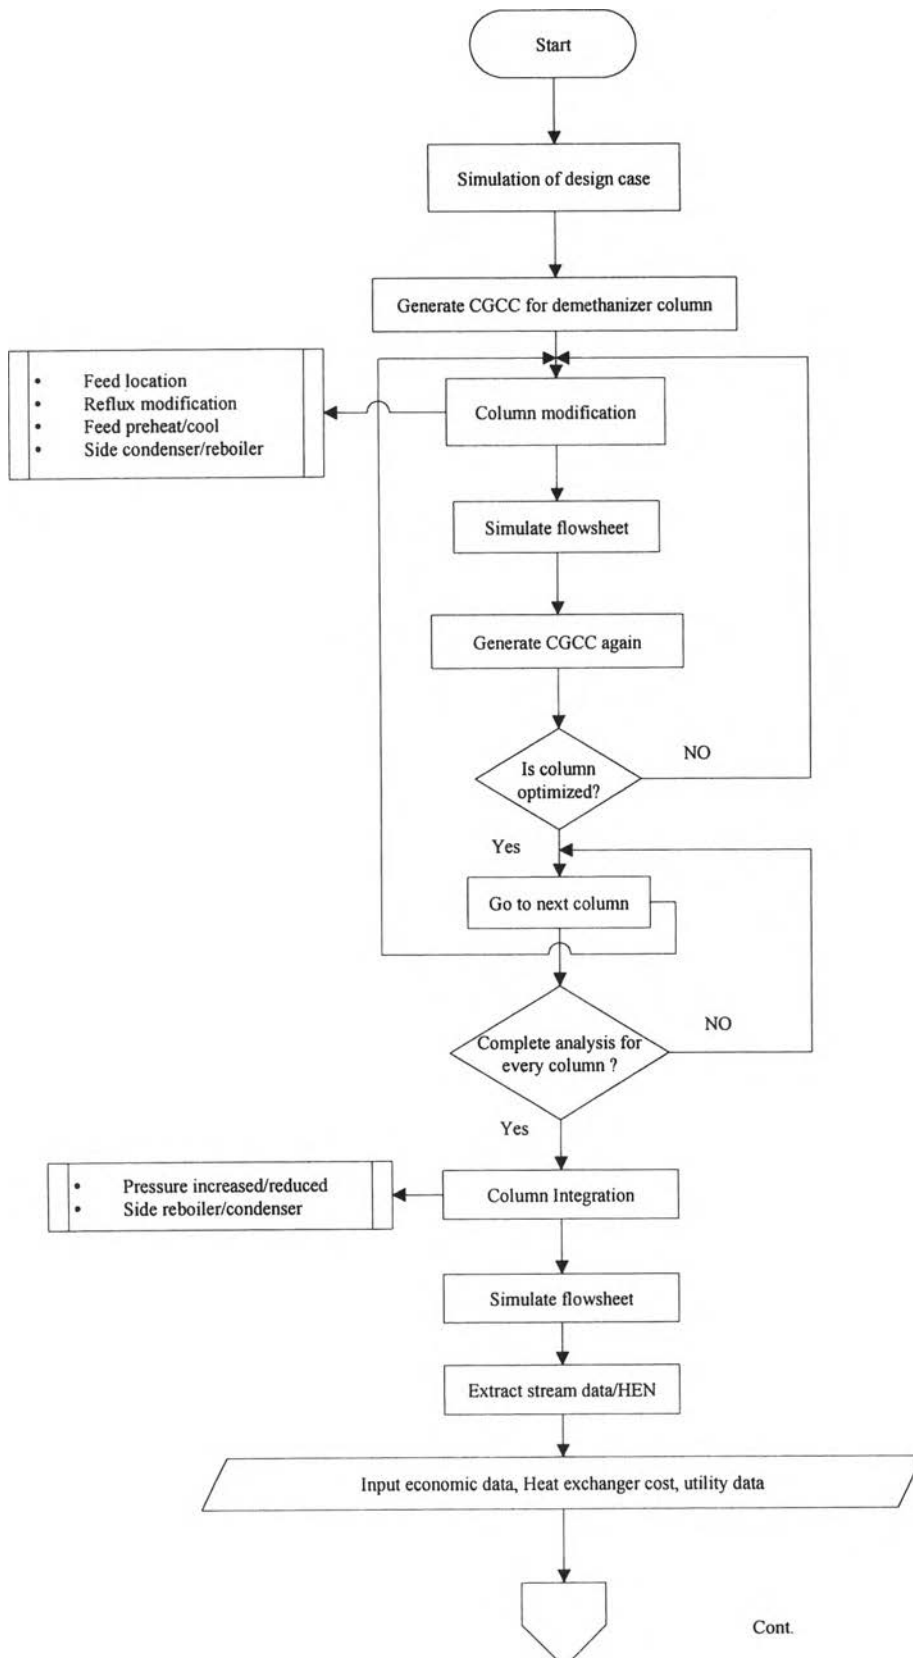 Start
Simulation of design case
Generate CGCC for demethanizer column
• Feed location
• Reflux modification
• Feed preheat/cool
• Side condenser/reboiler
Column modification
Simulate flowsheet
Generate CGCC again
Is column
optimized?
NO
Yes
Go to next column
Complete analysis for
every column ?
NO
Yes
• Pressure increased/reduced
• Side reboiler/condenser
Column Integration
Simulate flowsheet
Extract stream data/HEN
Input economic data, Heat exchanger cost, utility data
Cont.